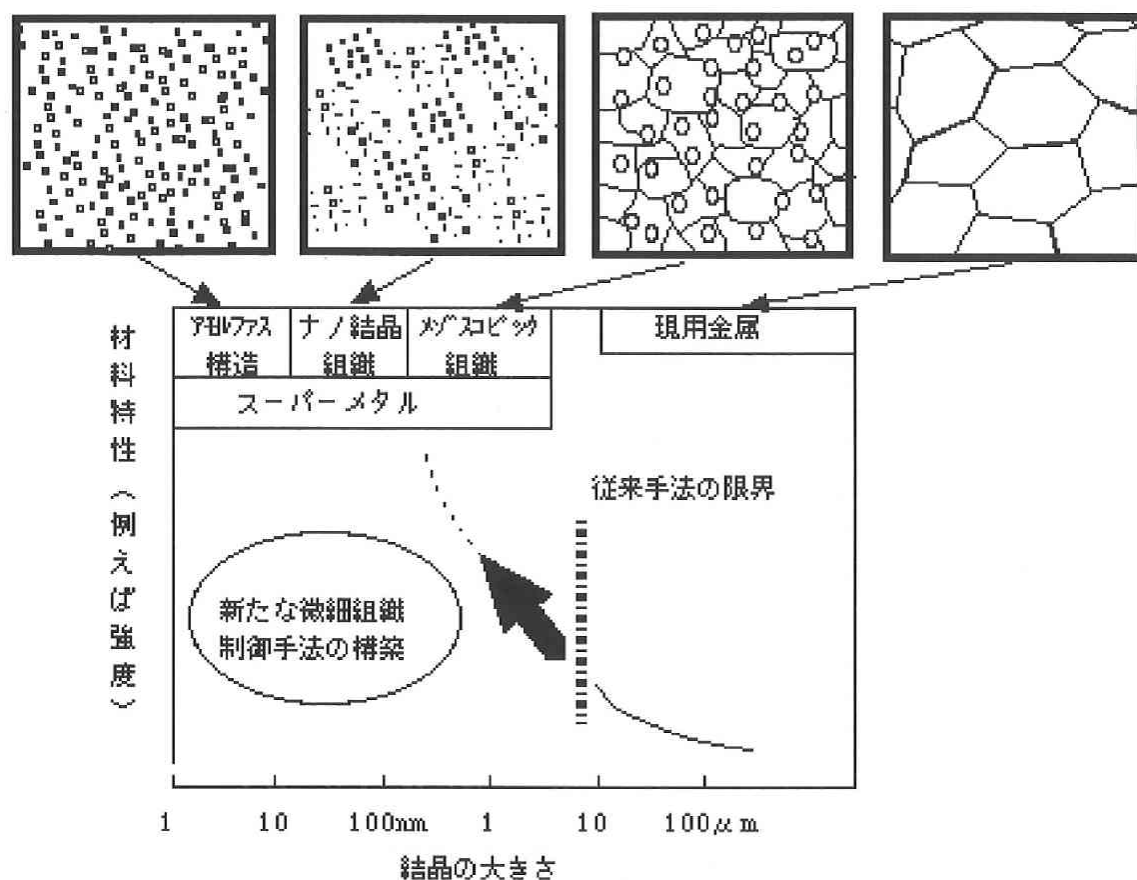 ｱﾓﾙﾌｧｽ
構造
ナノ結晶
組織
ﾒｿﾞｽｺﾋﾟｯｸ
組織
現用金属
スーパーメタル
材料特性（例えば強度）
従来手法の限界
新たな微細組織
制御手法の構築
1 10 100nm 1 10 100μm
結晶の大きさ